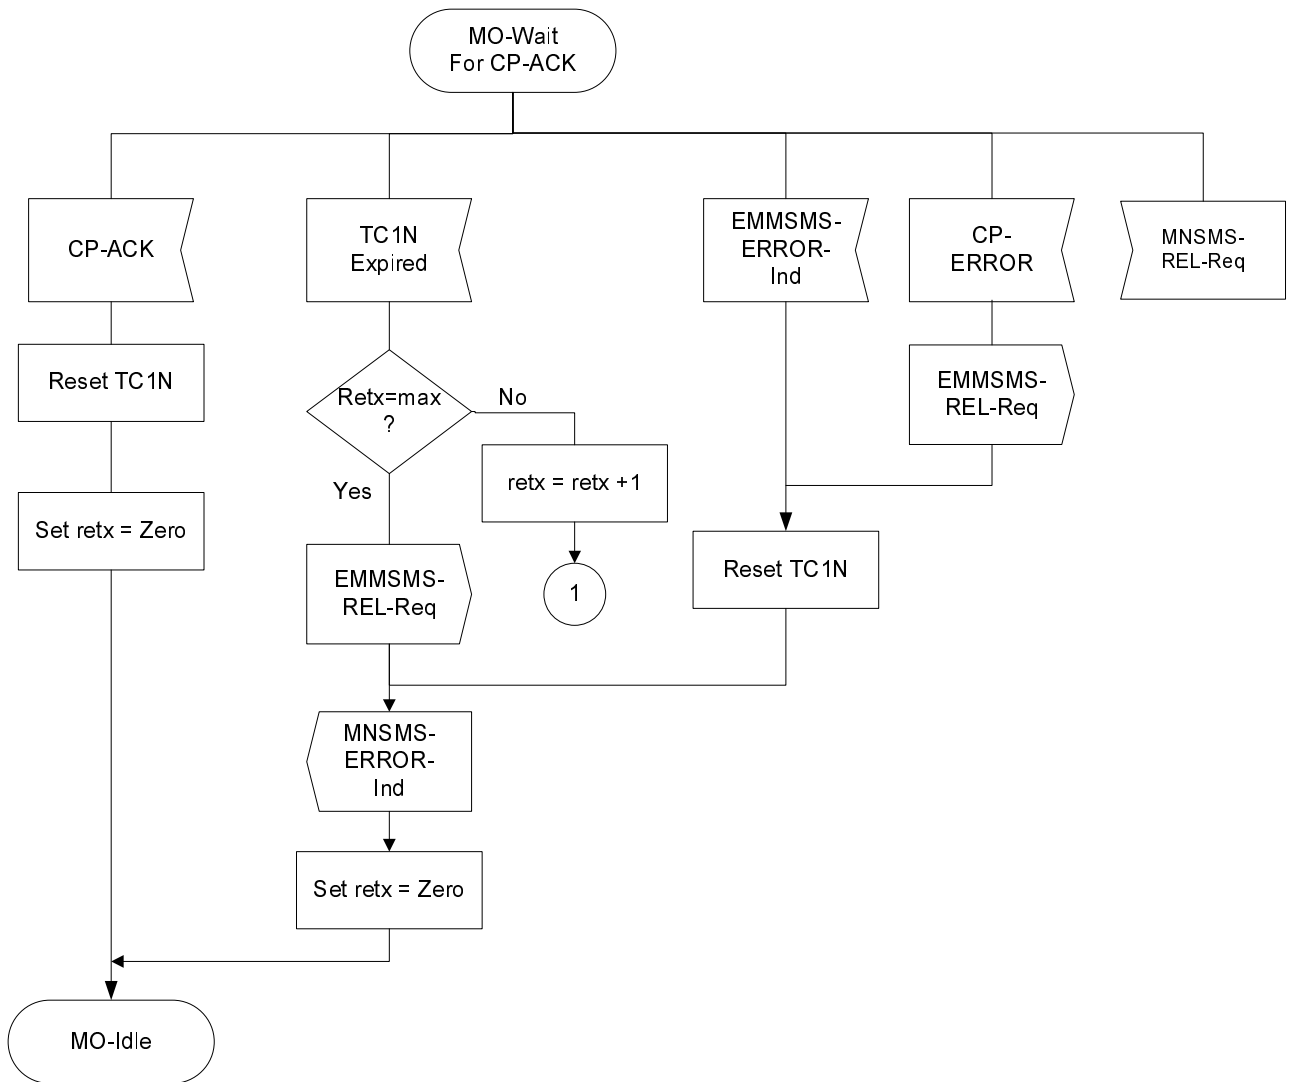 MO-Wait
For CP-ACK
CP-ACK
TC1N
Expired
EMMSMS-
ERROR-
Ind
CP-
ERROR
MNSMS-
REL-Req
Reset TC1N
Retx=max
?
No
EMMSMS-
REL-Req
Yes
retx = retx +1
Set retx = Zero
EMMSMS-
REL-Req
1
Reset TC1N
MNSMS-
ERROR-
Ind
Set retx = Zero
MO-Idle